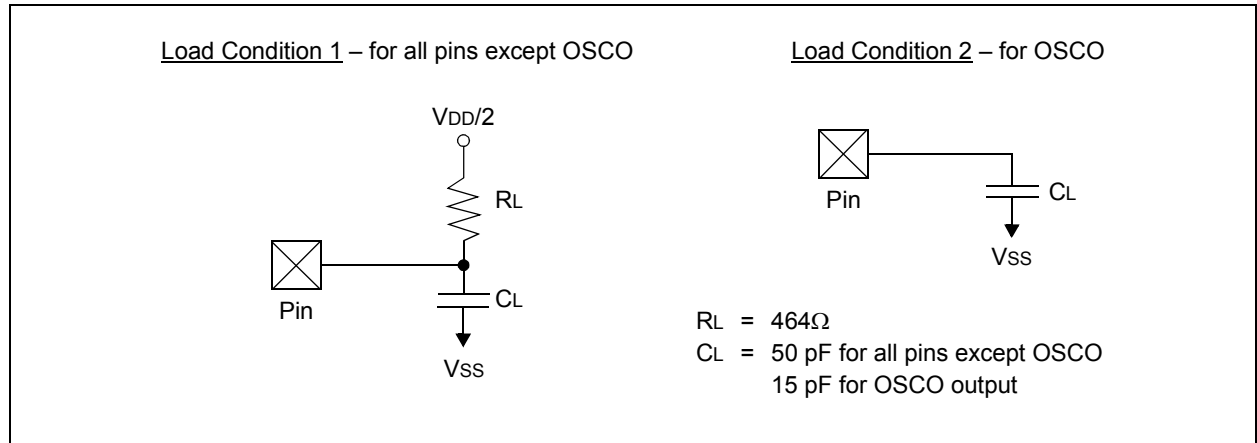 Load Condition 1 – for all pins except OSCO
VDD/2
RL
Pin
CL
VSS
Load Condition 2 – for OSCO
Pin
CL
VSS
RL = 464Ω
CL = 50 pF for all pins except OSCO
15 pF for OSCO output